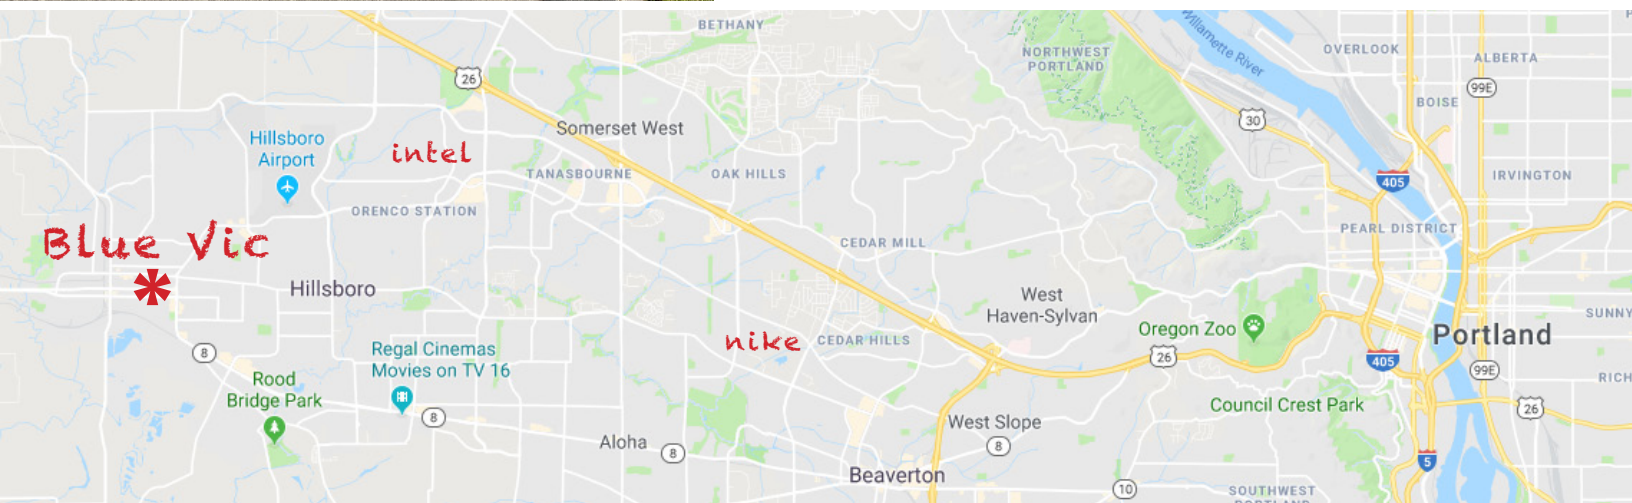 BETHANY
Willamette River
NORTHWEST
PORTLAND
OVERLOOK
ALBERTA
26
99E
BOISE
30
Somerset West
Hillsboro
Airport
intel
TANASBOURNE
OAK HILLS
405
IRVINGTON
ORENCO STATION
PEARL DISTRICT
Blue Vic
CEDAR MILL
Hillsboro
West
Haven-Sylvan
SUNNY
Oregon Zoo
Portland
nike
CEDAR HILLS
8
Regal Cinemas
Movies on TV 16
26
405
99E
RICH
Rood
Bridge Park
8
Council Crest Park
26
West Slope
8
Aloha
8
5
Beaverton
10
SOUTHWEST
PORTLAND